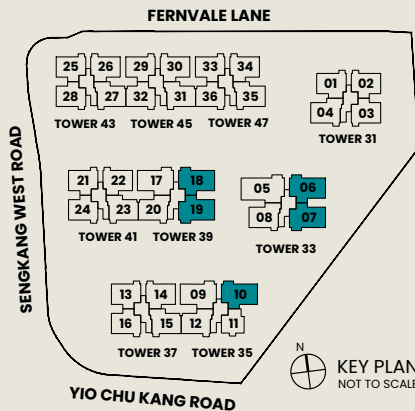 FERNVALE LANE
25 26 29 30 33 34
28 27 32 31 36 35
TOWER 43 TOWER 45 TOWER 47
01 02
04 03
TOWER 31
SENGKANG WEST ROAD
21 22 17 18
24 23 20 19
TOWER 41 TOWER 39
05 06
08 07
TOWER 33
13 14 09 10
16 15 12 11
TOWER 37 TOWER 35
N
KEY PLAN
NOT TO SCALE
YIO CHU KANG ROAD